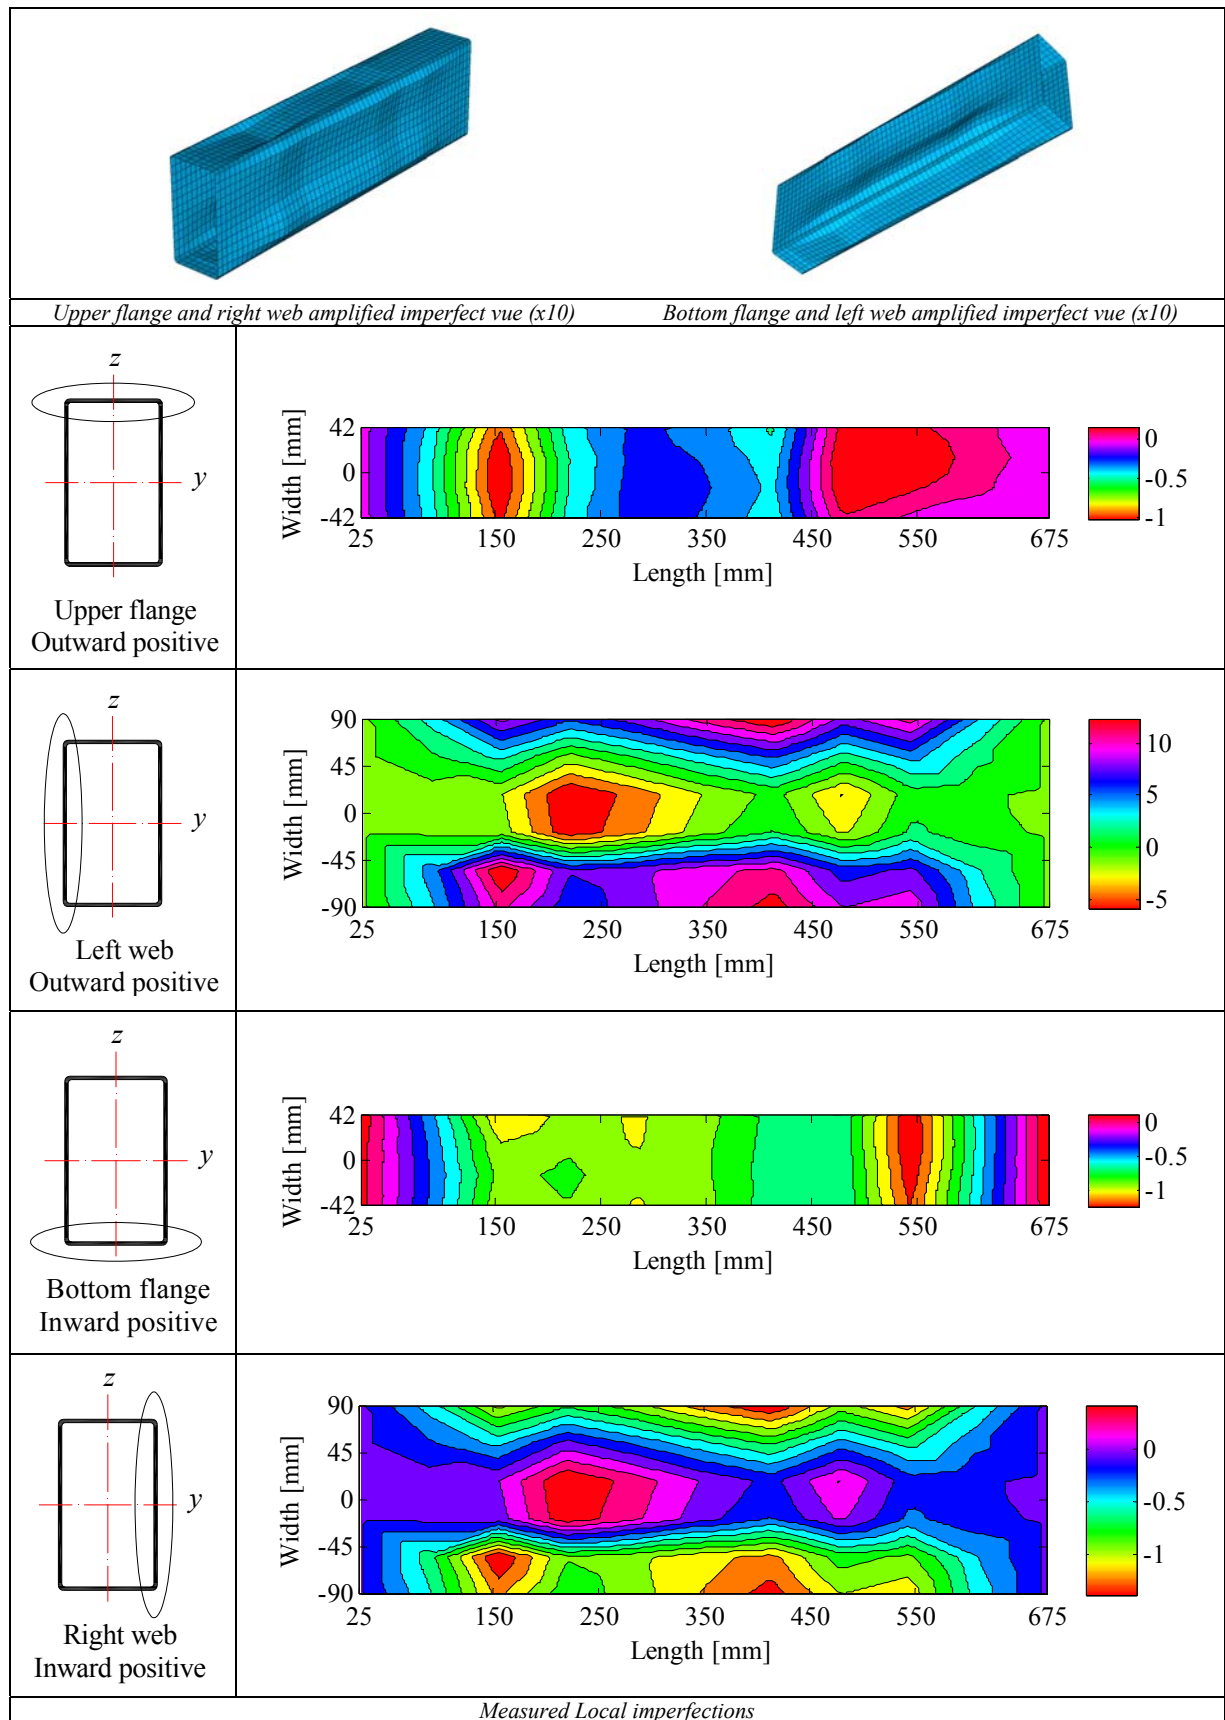 Upper flange and right web amplified imperfect vue (x10)
Bottom flange and left web amplified imperfect vue (x10)
z
y
Upper flange
Outward positive
Width [mm]
42
0
-42
25 150 250 350 450 550 675
Length [mm]
0
-0.5
-1
z
y
Left web
Outward positive
Width [mm]
Width [mm]
90
45
0
-45
-90
25 150 250 350 450 550 675
Length [mm]
10
5
0
-5
z
y
Bottom flange
Inward positive
Width [mm]
42
0
-42
25 150 250 350 450 550 675
Length [mm]
0
-0.5
-1
z
y
Right web
Inward positive
Width [mm]
90
45
0
-45
-90
25 150 250 350 450 550 675
Length [mm]
0
-0.5
-1
Measured Local imperfections